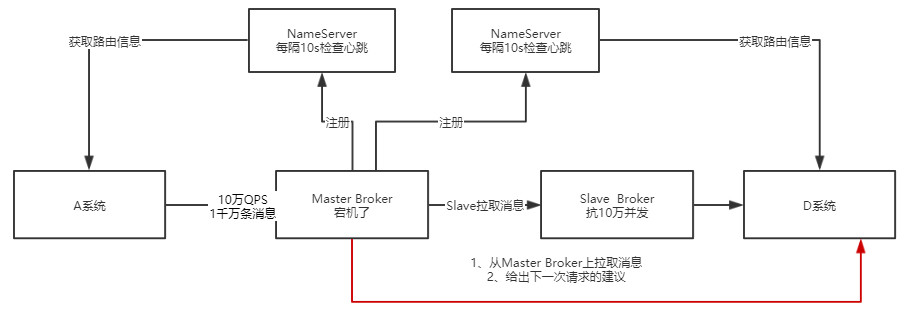 NameServer
每隔10s检查心跳
NameServer
每隔10s检查心跳
获取路由信息
获取路由信息
注册
注册
A系统
10万QPS
1千万条消息
Master Broker
宕机了
Slave拉取消息
Slave Broker
抗10万并发
D系统
1、从Master Broker上拉取消息
2、给出下一次请求的建议